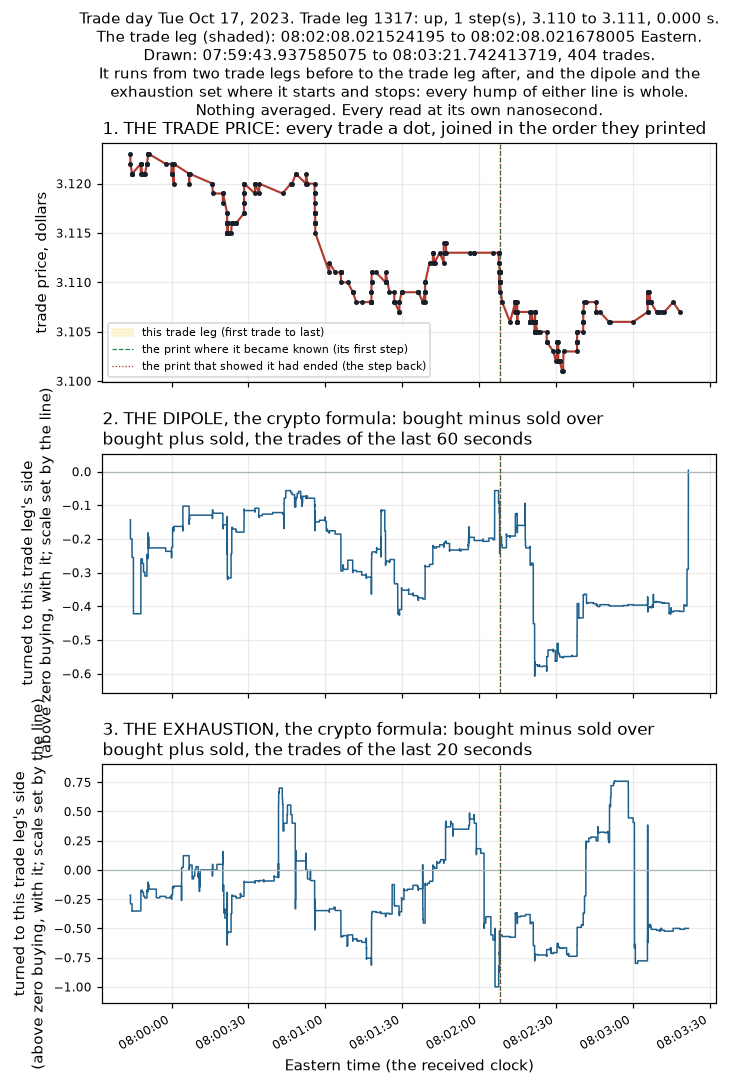 Trade day Tue Oct 17, 2023. Trade leg 1317: up, 1 step(s), 3.110 to 3.111, 0.000 s.
The trade leg (shaded): 08:02:08.021524195 to 08:02:08.021678005 Eastern.
Drawn: 07:59:43.937585075 to 08:03:21.742413719, 404 trades.
It runs from two trade legs before to the trade leg after, and the dipole and the
exhaustion set where it starts and stops: every hump of either line is whole.
Nothing averaged. Every read at its own nanosecond.
1. THE TRADE PRICE: every trade a dot, joined in the order they printed
trade price, dollars
3.120
3.115
3.110
3.105
3.100
this trade leg (first trade to last)
the print where it became known (its first step)
the print that showed it had ended (the step back)
2. THE DIPOLE, the crypto formula: bought minus sold over
bought plus sold, the trades of the last 60 seconds
turned to this trade leg's side
(above zero buying, with it; scale set by the line)
0.0
−0.1
−0.2
−0.3
−0.4
−0.5
−0.6
3. THE EXHAUSTION, the crypto formula: bought minus sold over
bought plus sold, the trades of the last 20 seconds
turned to this trade leg's side
(above zero buying, with it; scale set by the line)
0.75
0.50
0.25
0.00
−0.25
−0.50
−0.75
−1.00
08:00:00
08:00:30
08:01:00
08:01:30
08:02:00
08:02:30
08:03:00
08:03:30
Eastern time (the received clock)